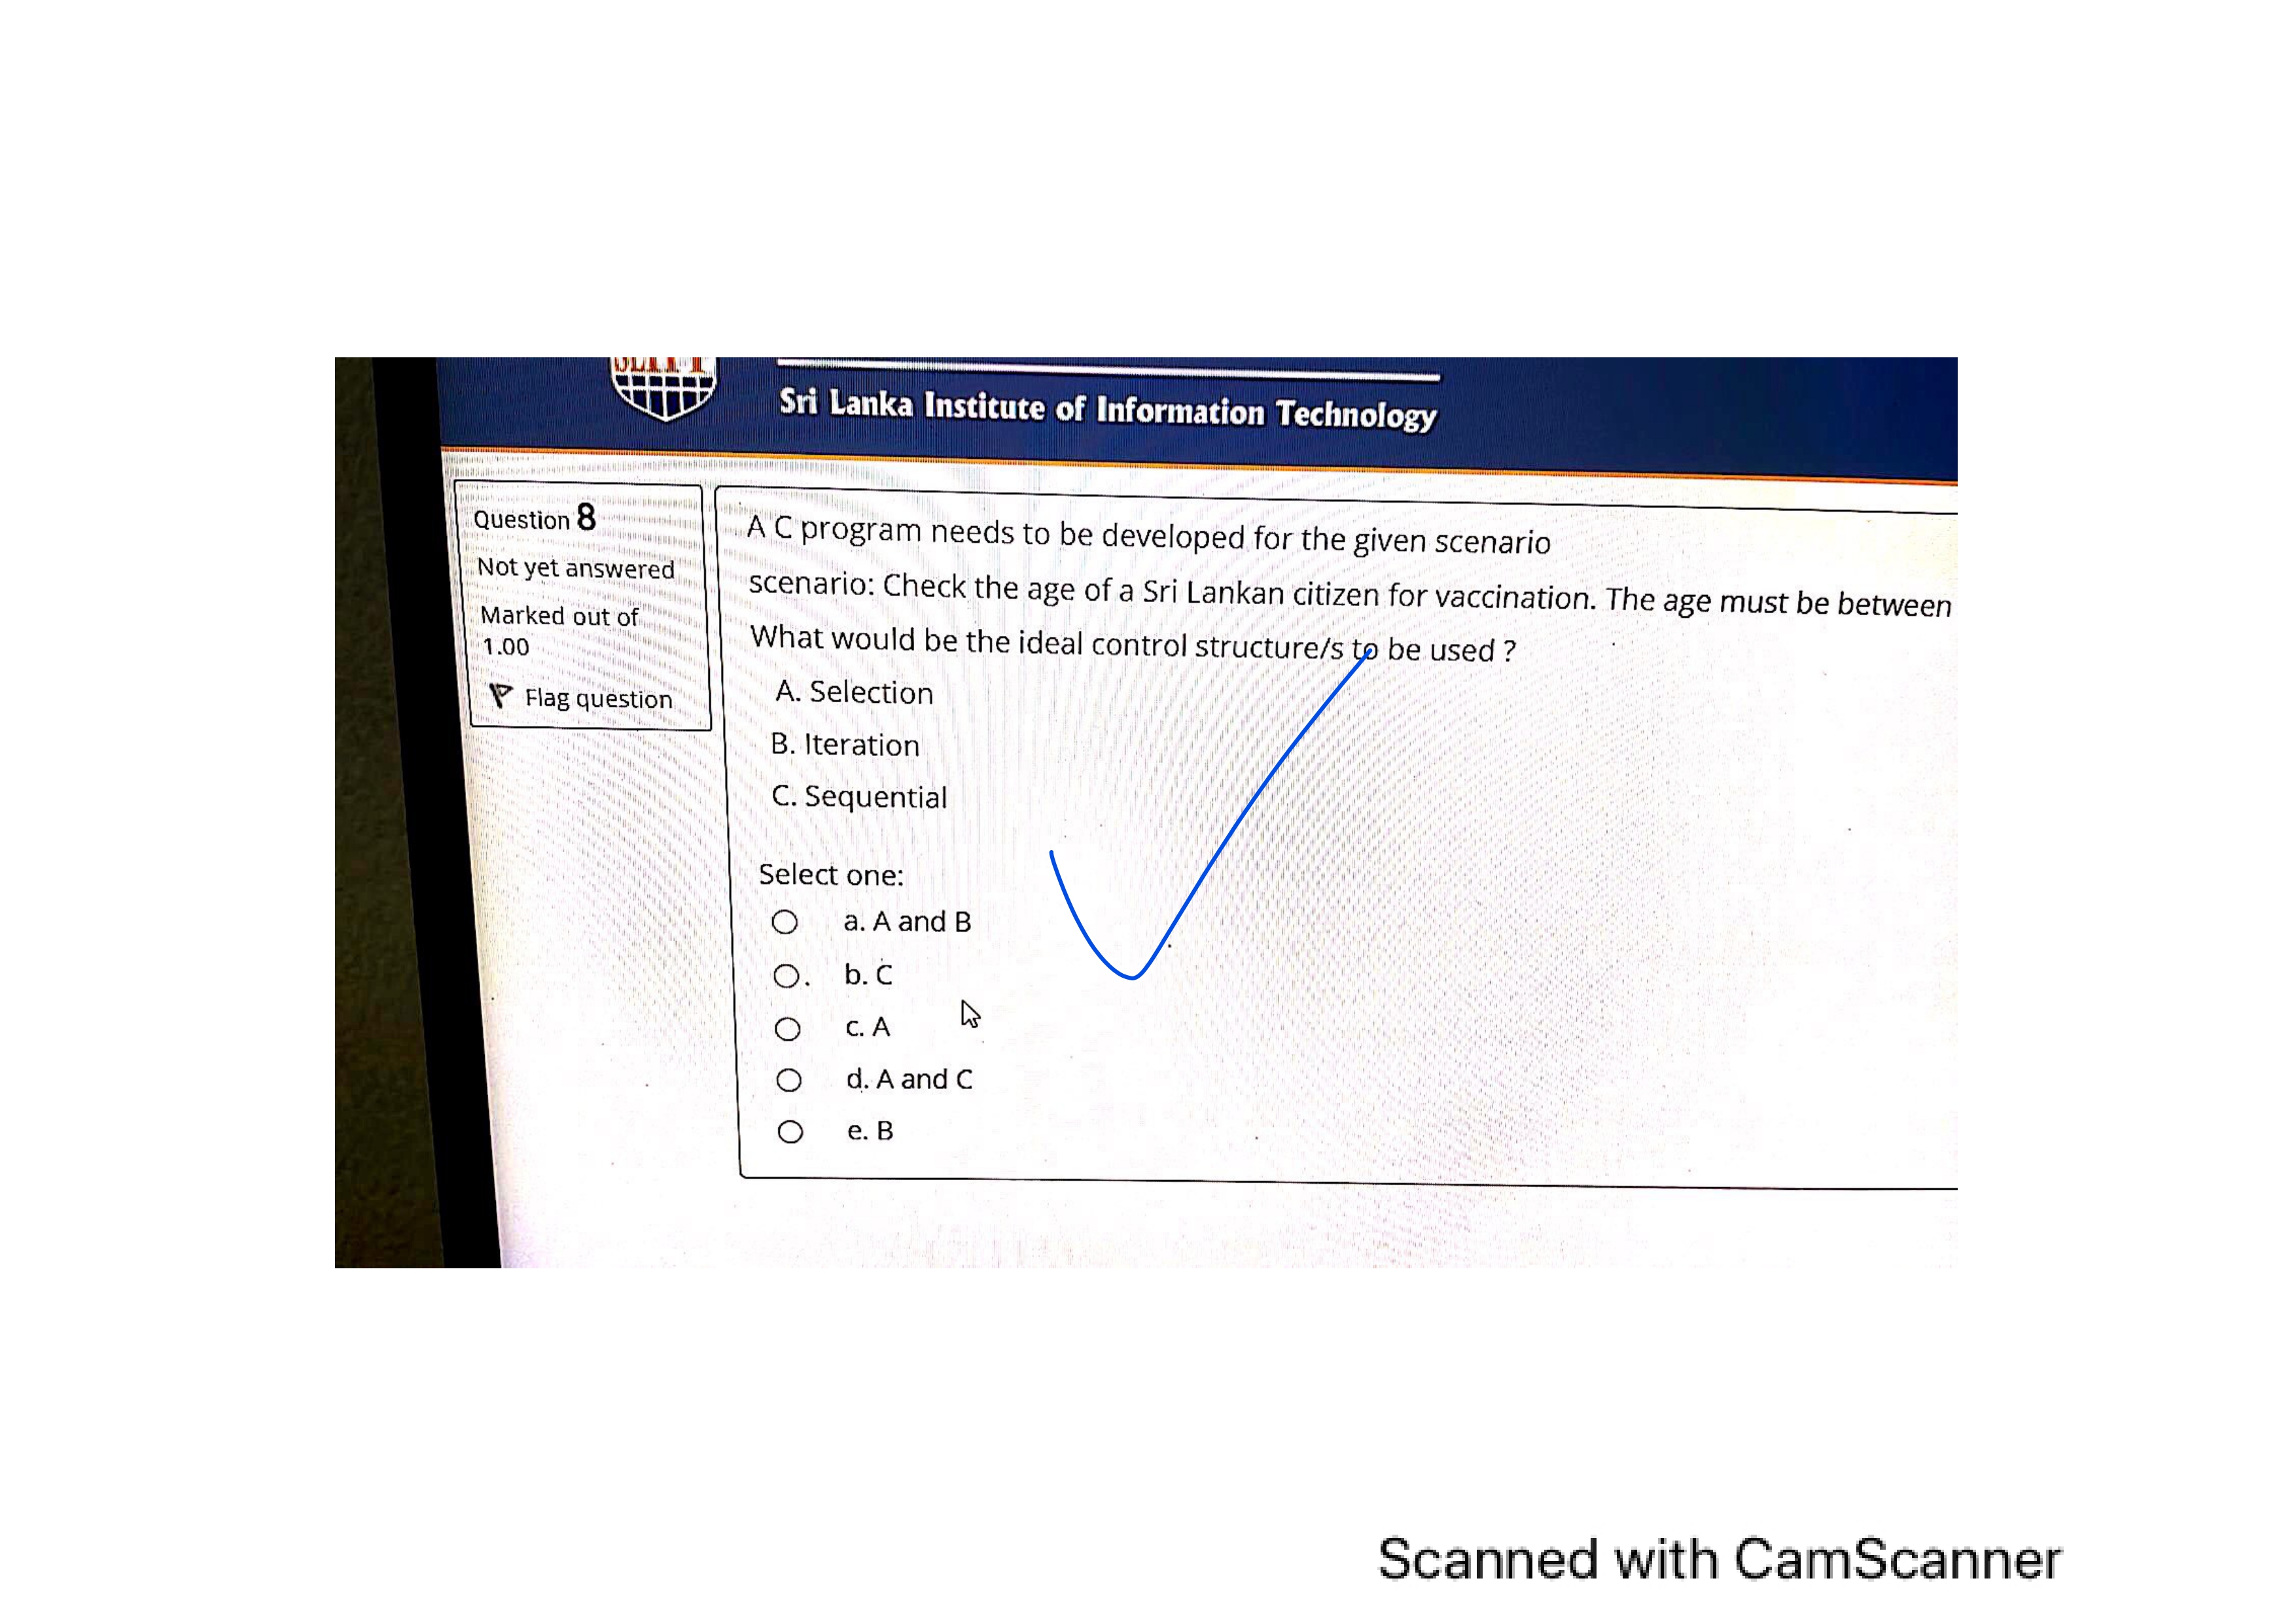 Sri Lanka Institute of Information Technology
Question 8
Not yet answered
Marked out of
1.00
Flag question
A C program needs to be developed for the given scenario
scenario: Check the age of a Sri Lankan citizen for vaccination. The age must be between
What would be the ideal control structure/s to be used ?
A. Selection
B. Iteration
C. Sequential
Select one:
a. A and B
b. C
c. A
d. A and C
e. B
Scanned with CamScanner